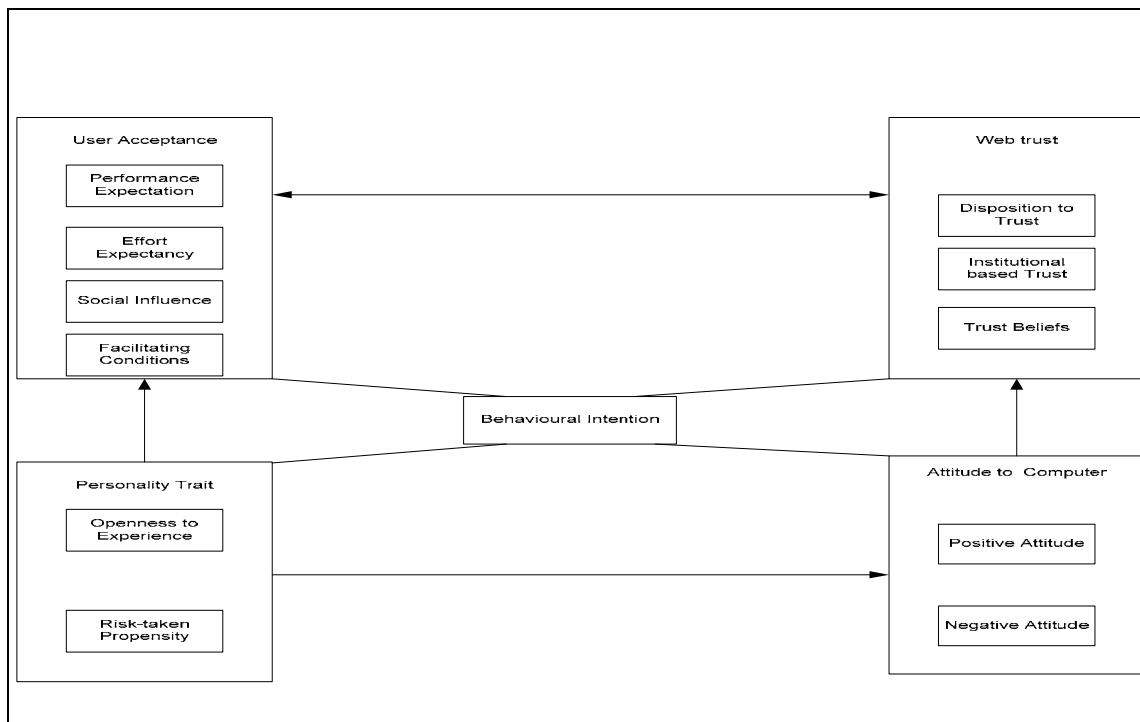 User Acceptance
Performance
Expectation
Effort
Expectancy
Social Influence
Facilitating
Conditions
Web trust
Disposition to
Trust
Institutional
based Trust
Trust Beliefs
Behavioural Intention
Personality Trait
Openness to
Experience
Risk-taken
Propensity
Attitude to Computer
Positive Attitude
Negative Attitude